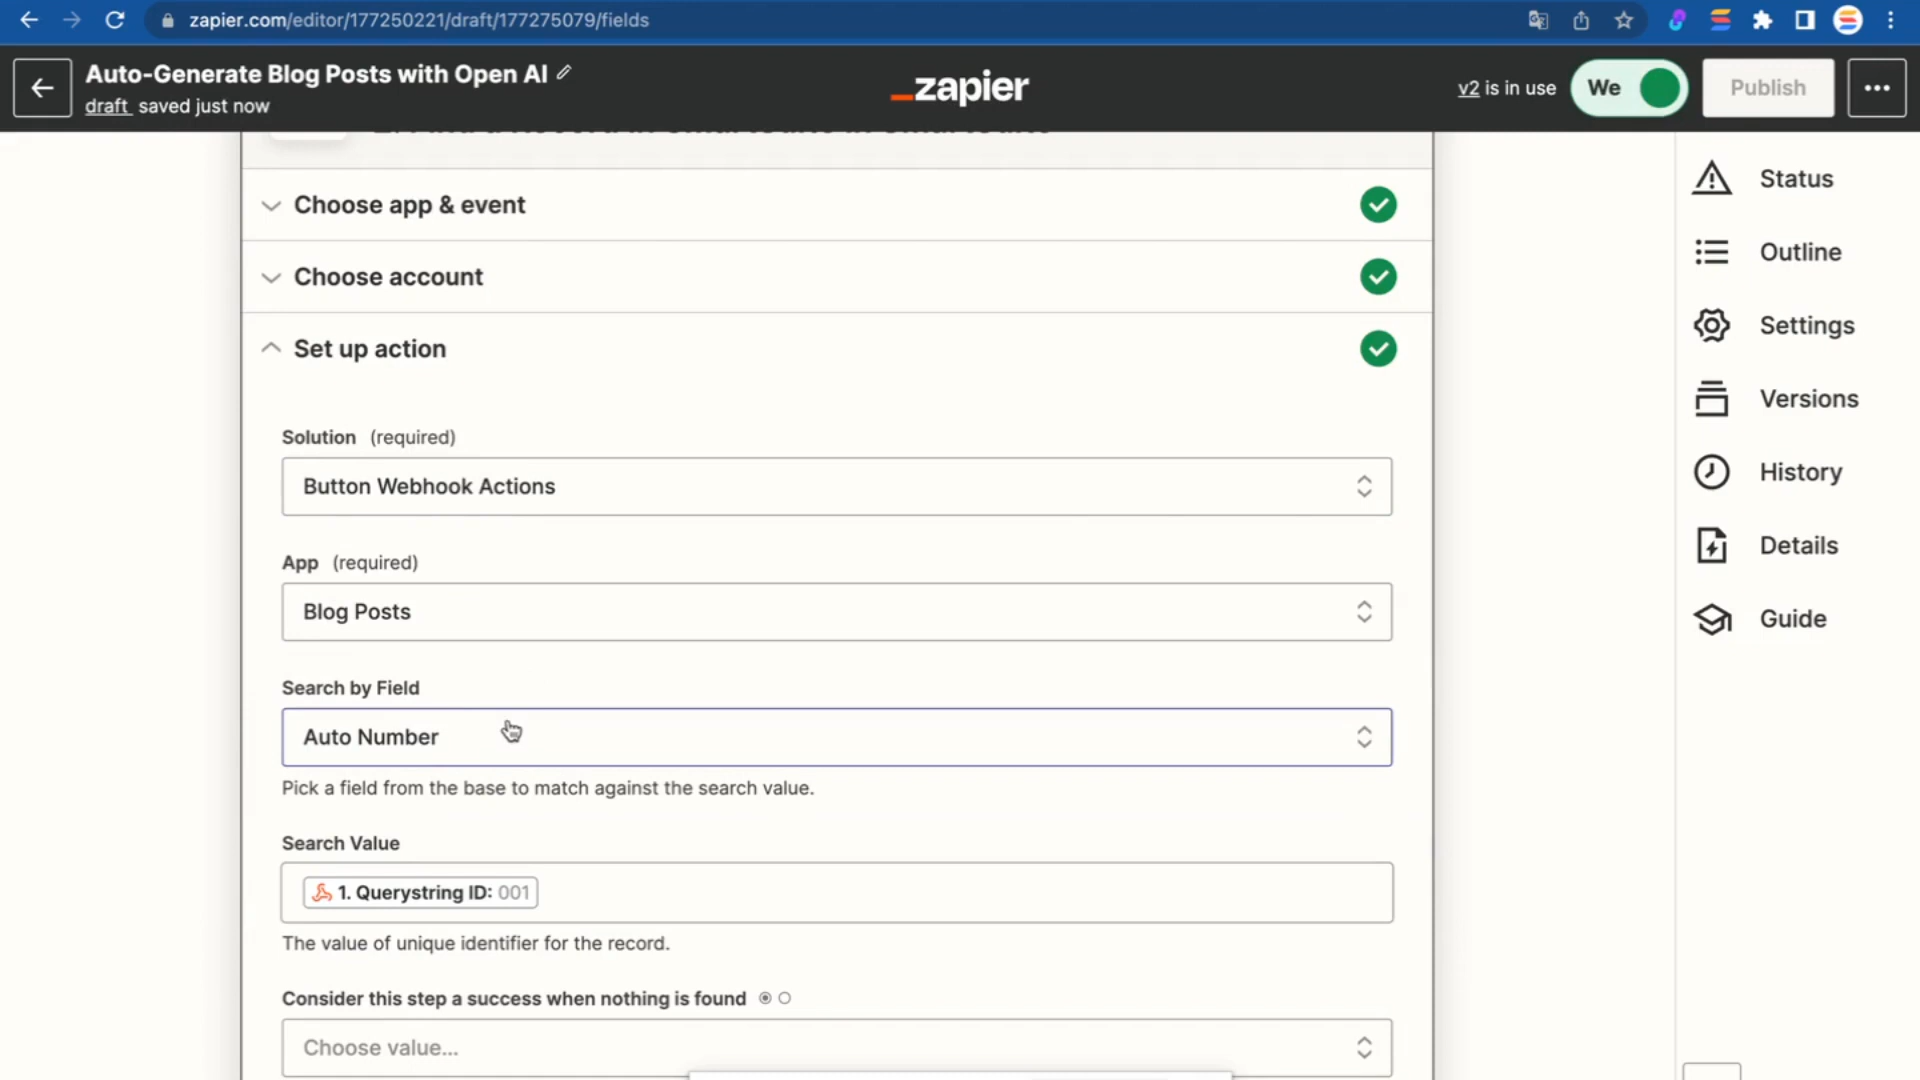 zapier.com/editor/177250221/draft/177275079/fields
Auto-Generate Blog Posts with Open AI
draft saved just now
_zapier
v2 is in use
We
Publish
Choose app & event
Choose account
Set up action
Solution (required)
Button Webhook Actions
App (required)
Blog Posts
Search by Field
Auto Number
Pick a field from the base to match against the search value.
Search Value
1. Querystring ID: 001
The value of unique identifier for the record.
Consider this step a success when nothing is found
Choose value...
Status
Outline
Settings
Versions
History
Details
Guide